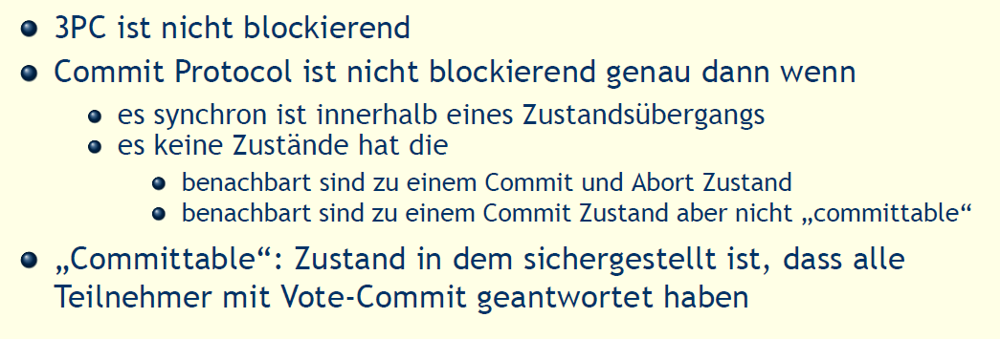 3PC ist nicht blockierend
Commit Protocol ist nicht blockierend genau dann wenn
es synchron ist innerhalb eines Zustandsübergangs
es keine Zustände hat die
benachbart sind zu einem Commit und Abort Zustand
benachbart sind zu einem Commit Zustand aber nicht „committable“
„Committable“: Zustand in dem sichergestellt ist, dass alle
Teilnehmer mit Vote-Commit geantwortet haben